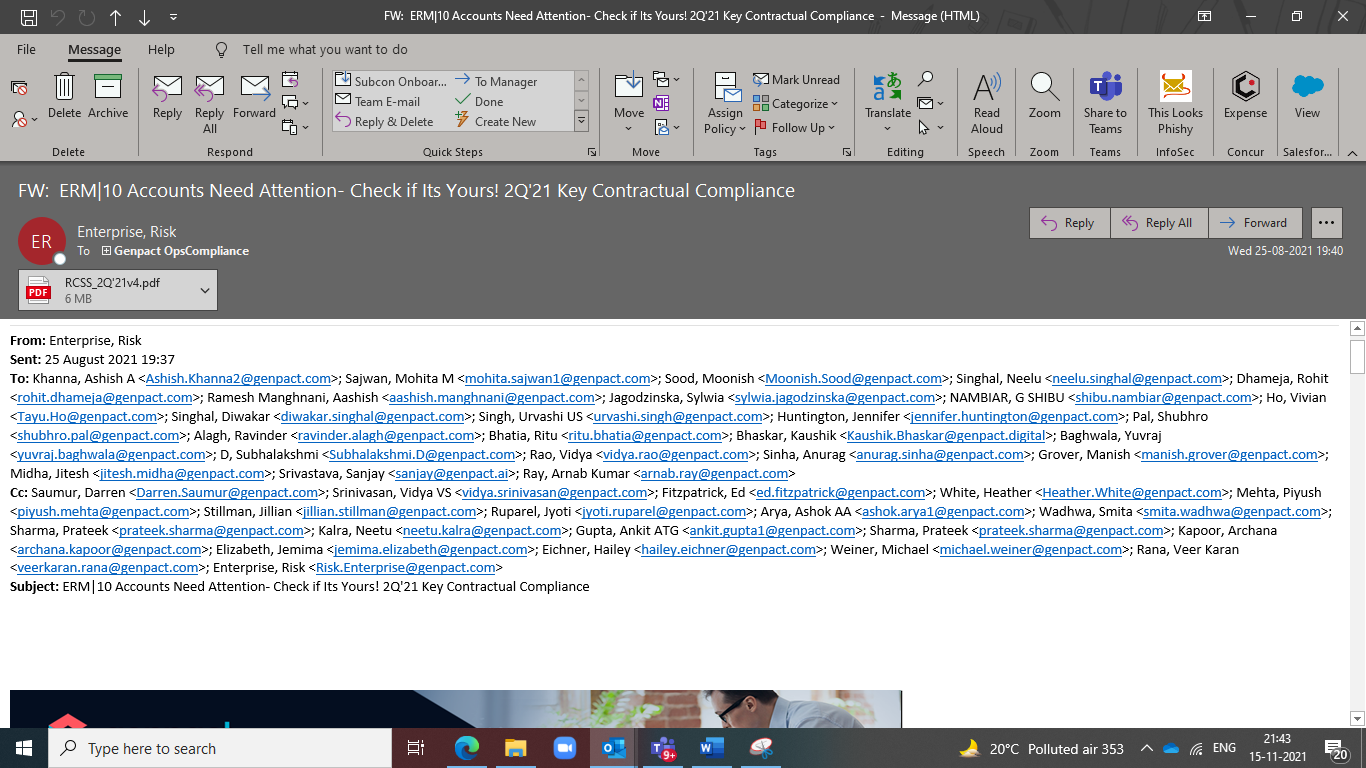 FW:  ERM|10 Accounts Need Attention- Check if Its Yours! 2Q'21 Key Contractual Compliance  -  Message (HTML)
File Message Help Tell me what you want to do
Delete Archive
Delete
Reply Reply All Forward
Respond
Subcon Onboar... To Manager
Team E-mail Done
Reply & Delete Create New
Quick Steps
Move
Move
Assign Policy Mark Unread
Categorize
Follow Up
Tags
Translate
Editing
Read Aloud
Speech
Zoom
Zoom
Share to Teams
Teams
This Looks Phishy
InfoSec
Expense
Concur
View
Salesfor...
FW:  ERM|10 Accounts Need Attention- Check if Its Yours! 2Q'21 Key Contractual Compliance
ER
Enterprise, Risk
To Genpact OpsCompliance
Reply Reply All Forward ...
Wed 25-08-2021 19:40
PDF
RCSS_2Q'21v4.pdf
6 MB
From: Enterprise, Risk
Sent: 25 August 2021 19:37
To: Khanna, Ashish A <Ashish.Khanna2@genpact.com>; Sajwan, Mohita M <mohita.sajwan1@genpact.com>; Sood, Moonish <Moonish.Sood@genpact.com>; Singhal, Neelu <neelu.singhal@genpact.com>; Dhameja, Rohit
<rohit.dhameja@genpact.com>; Ramesh Manghnani, Aashish <aashish.manghnani@genpact.com>; Jagodzinska, Sylwia <sylwia.jagodzinska@genpact.com>; NAMBIAR, G SHIBU <shibu.nambiar@genpact.com>; Ho, Vivian
<Tayu.Ho@genpact.com>; Singhal, Diwakar <diwakar.singhal@genpact.com>; Singh, Urvashi US <urvashi.singh@genpact.com>; Huntington, Jennifer <jennifer.huntington@genpact.com>; Pal, Shubhro
<shubhro.pal@genpact.com>; Alagh, Ravinder <ravinder.alagh@genpact.com>; Bhatia, Ritu <ritu.bhatia@genpact.com>; Bhaskar, Kaushik <Kaushik.Bhaskar@genpact.digital>; Baghwala, Yuvraj
<yuvraj.baghwala@genpact.com>; D, Subhalakshmi <Subhalakshmi.D@genpact.com>; Rao, Vidya <vidya.rao@genpact.com>; Sinha, Anurag <anurag.sinha@genpact.com>; Grover, Manish <manish.grover@genpact.com>;
Midha, Jitesh <jitesh.midha@genpact.com>; Srivastava, Sanjay <sanjay@genpact.ai>; Ray, Arnab Kumar <arnab.ray@genpact.com>
Cc: Saumur, Darren <Darren.Saumur@genpact.com>; Srinivasan, Vidya VS <vidya.srinivasan@genpact.com>; Fitzpatrick, Ed <ed.fitzpatrick@genpact.com>; White, Heather <Heather.White@genpact.com>; Mehta, Piyush
<piyush.mehta@genpact.com>; Stillman, Jillian <jillian.stillman@genpact.com>; Ruparel, Jyoti <jyoti.ruparel@genpact.com>; Arya, Ashok AA <ashok.arya1@genpact.com>; Wadhwa, Smita <smita.wadhwa@genpact.com>;
Sharma, Prateek <prateek.sharma@genpact.com>; Kalra, Neetu <neetu.kalra@genpact.com>; Gupta, Ankit ATG <ankit.gupta1@genpact.com>; Sharma, Prateek <prateek.sharma@genpact.com>; Kapoor, Archana
<archana.kapoor@genpact.com>; Elizabeth, Jemima <jemima.elizabeth@genpact.com>; Eichner, Hailey <hailey.eichner@genpact.com>; Weiner, Michael <michael.weiner@genpact.com>; Rana, Veer Karan
<veerkaran.rana@genpact.com>; Enterprise, Risk <Risk.Enterprise@genpact.com>
Subject: ERM|10 Accounts Need Attention- Check if Its Yours! 2Q'21 Key Contractual Compliance
Type here to search
9+
20°C Polluted air 353
ENG
21:43
15-11-2021
20